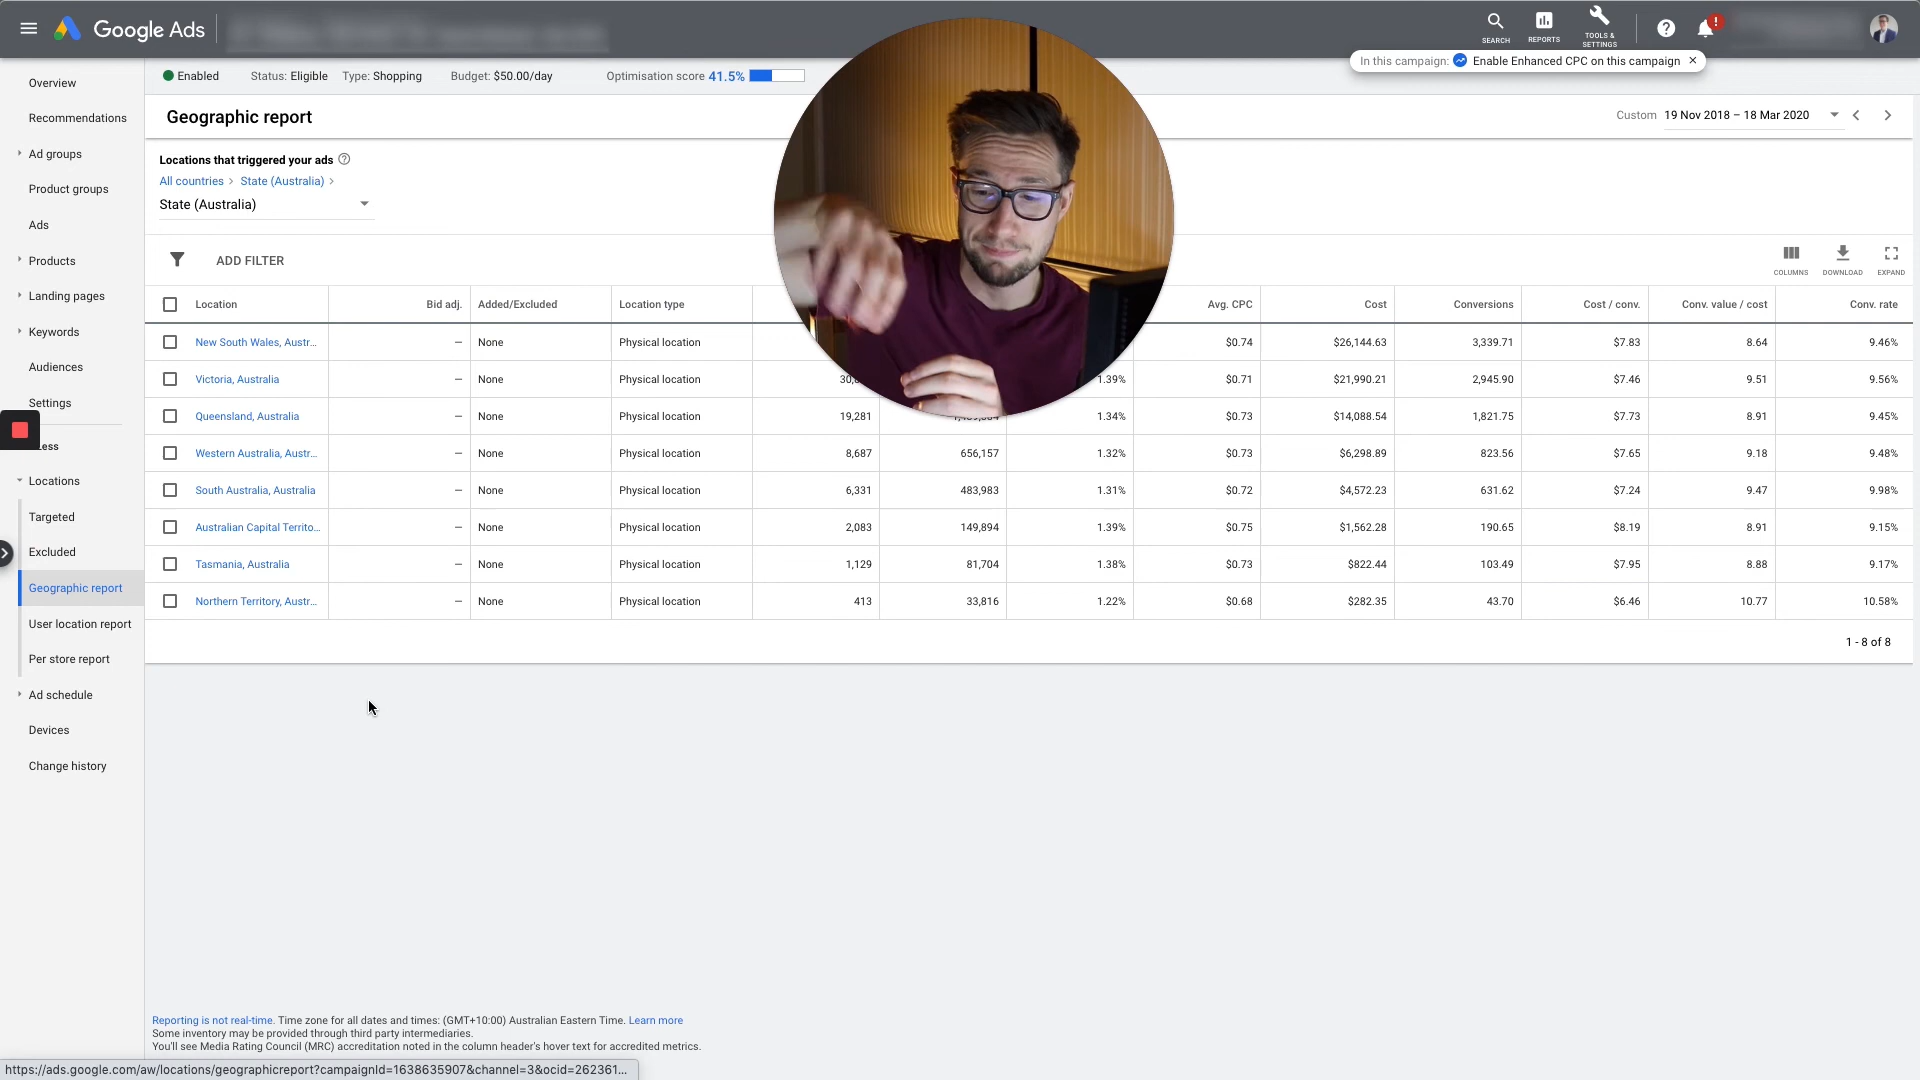 Google Ads
SEARCH
REPORTS
TOOLS & SETTINGS
!
Enabled
Status: Eligible
Type: Shopping
Budget: $50.00/day
Optimisation score 41.5%
In this campaign: Enable Enhanced CPC on this campaign
Overview
Recommendations
Ad groups
Product groups
Ads
Products
Landing pages
Keywords
Audiences
Settings
Locations
Targeted
Excluded
Geographic report
User location report
Per store report
Ad schedule
Devices
Change history
Geographic report
Custom 19 Nov 2018 – 18 Mar 2020
Locations that triggered your ads
All countries > State (Australia) >
State (Australia)
ADD FILTER
COLUMNS
DOWNLOAD
EXPAND
Location Bid adj. Added/Excluded Location type Avg. CPC Cost Conversions Cost / conv. Conv. value / cost Conv. rate
New South Wales, Austr... – None Physical location $0.74 $26,144.63 3,339.71 $7.83 8.64 9.46%
Victoria, Australia – None Physical location 1.39% $0.71 $21,990.21 2,945.90 $7.46 9.51 9.56%
Queensland, Australia – None Physical location 19,281 1.34% $0.73 $14,088.54 1,821.75 $7.73 8.91 9.45%
Western Australia, Austr... – None Physical location 8,687 656,157 1.32% $0.73 $6,298.89 823.56 $7.65 9.18 9.48%
South Australia, Australia – None Physical location 6,331 483,983 1.31% $0.72 $4,572.23 631.62 $7.24 9.47 9.98%
Australian Capital Territo... – None Physical location 2,083 149,894 1.39% $0.75 $1,562.28 190.65 $8.19 8.91 9.15%
Tasmania, Australia – None Physical location 1,129 81,704 1.38% $0.73 $822.44 103.49 $7.95 8.88 9.17%
Northern Territory, Austr... – None Physical location 413 33,816 1.22% $0.68 $282.35 43.70 $6.46 10.77 10.58%
1 - 8 of 8
Reporting is not real-time. Time zone for all dates and times: (GMT+10:00) Australian Eastern Time. Learn more
Some inventory may be provided through third party intermediaries.
You'll see Media Rating Council (MRC) accreditation noted in the column header's hover text for accredited metrics.
https://ads.google.com/aw/locations/geographicreport?campaignId=1638635907&channel=3&ocid=262361...